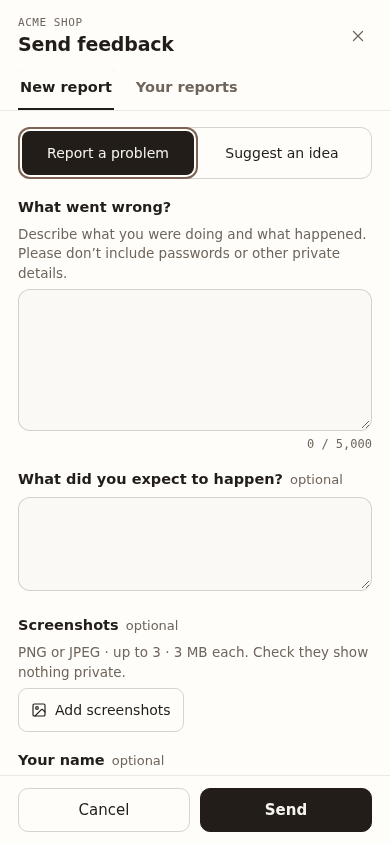 ACME SHOP
Send feedback
New report
Your reports
Report a problem
Suggest an idea
What went wrong?
Describe what you were doing and what happened.
Please don’t include passwords or other private
details.
0 / 5,000
What did you expect to happen? optional
Screenshots optional
PNG or JPEG · up to 3 · 3 MB each. Check they show
nothing private.
Add screenshots
Your name optional
Cancel
Send